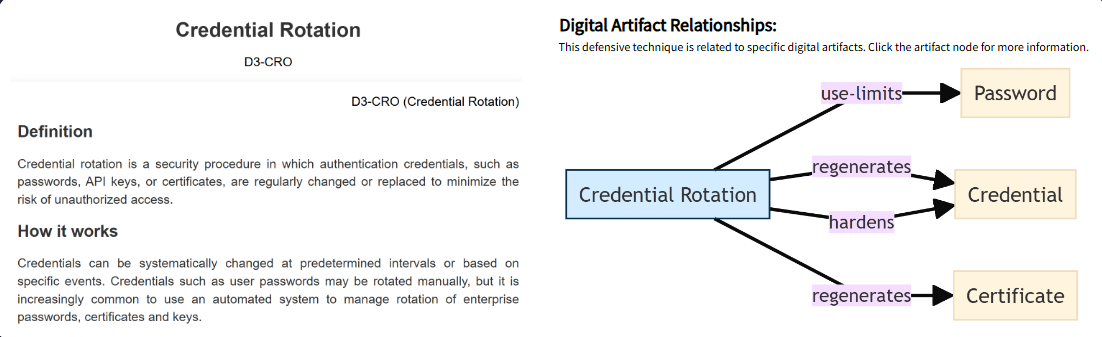 Credential Rotation
D3-CRO
D3-CRO (Credential Rotation)
Definition
Credential rotation is a security procedure in which authentication credentials, such as
passwords, API keys, or certificates, are regularly changed or replaced to minimize the
risk of unauthorized access.
How it works
Credentials can be systematically changed at predetermined intervals or based on
specific events. Credentials such as user passwords may be rotated manually, but it is
increasingly common to use an automated system to manage rotation of enterprise
passwords, certificates and keys.
Digital Artifact Relationships:
This defensive technique is related to specific digital artifacts. Click the artifact node for more information.
use-limits
Password
regenerates
Credential Rotation
Credential
hardens
regenerates
Certificate